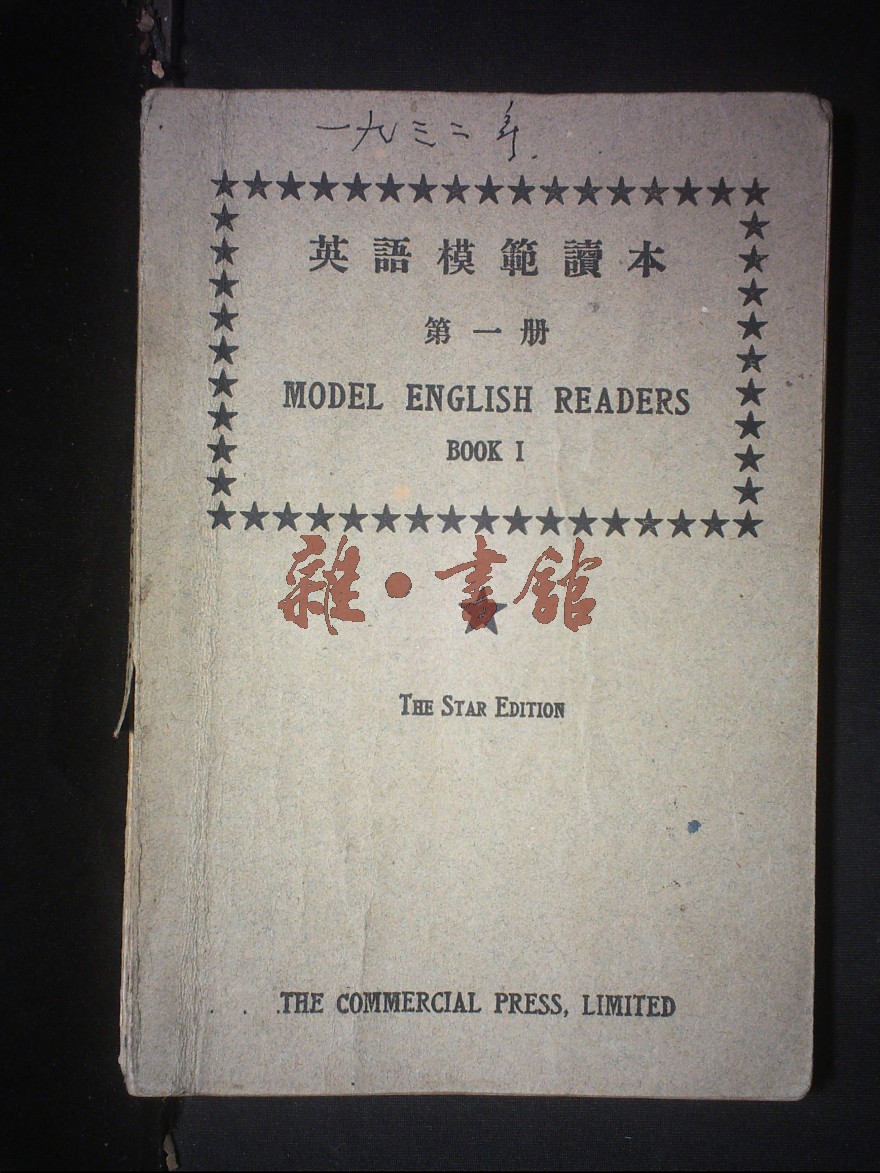 一九三二年
英語模範讀本
第一册
MODEL ENGLISH READERS
BOOK I
雜·書館
THE STAR EDITION
THE COMMERCIAL PRESS, LIMITED